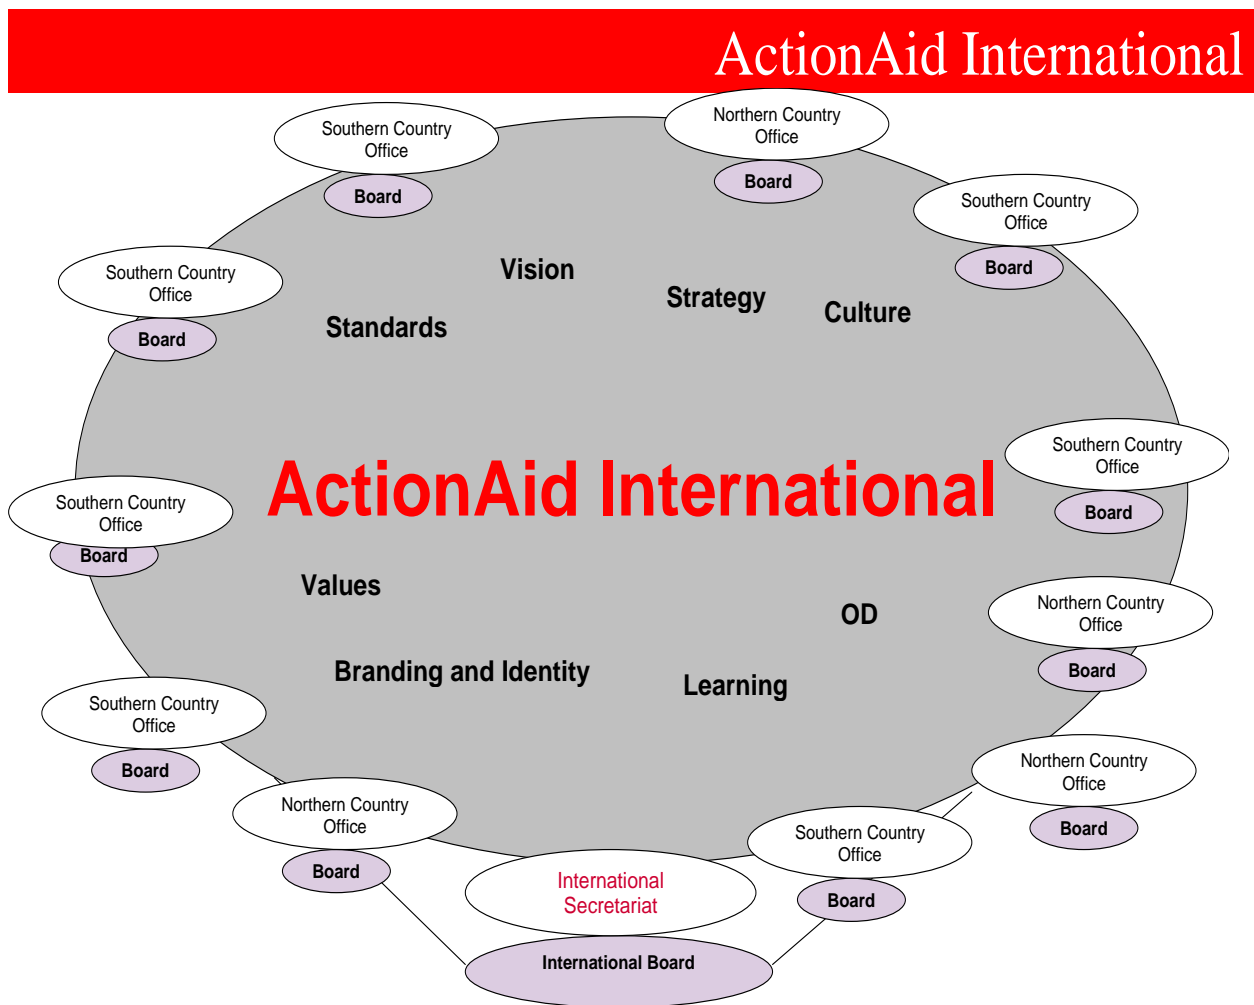 ActionAid International
Northern Country
Office
Board
Southern Country
Office
Board
Southern Country
Office
Board
Southern Country
Office
Board
Vision
Strategy
Culture
Standards
ActionAid International
Southern Country
Office
Board
Southern Country
Office
Board
Values
OD
Northern Country
Office
Board
Branding and Identity
Learning
Southern Country
Office
Board
Northern Country
Office
Board
Northern Country
Office
Board
Southern Country
Office
Board
International
Secretariat
International Board